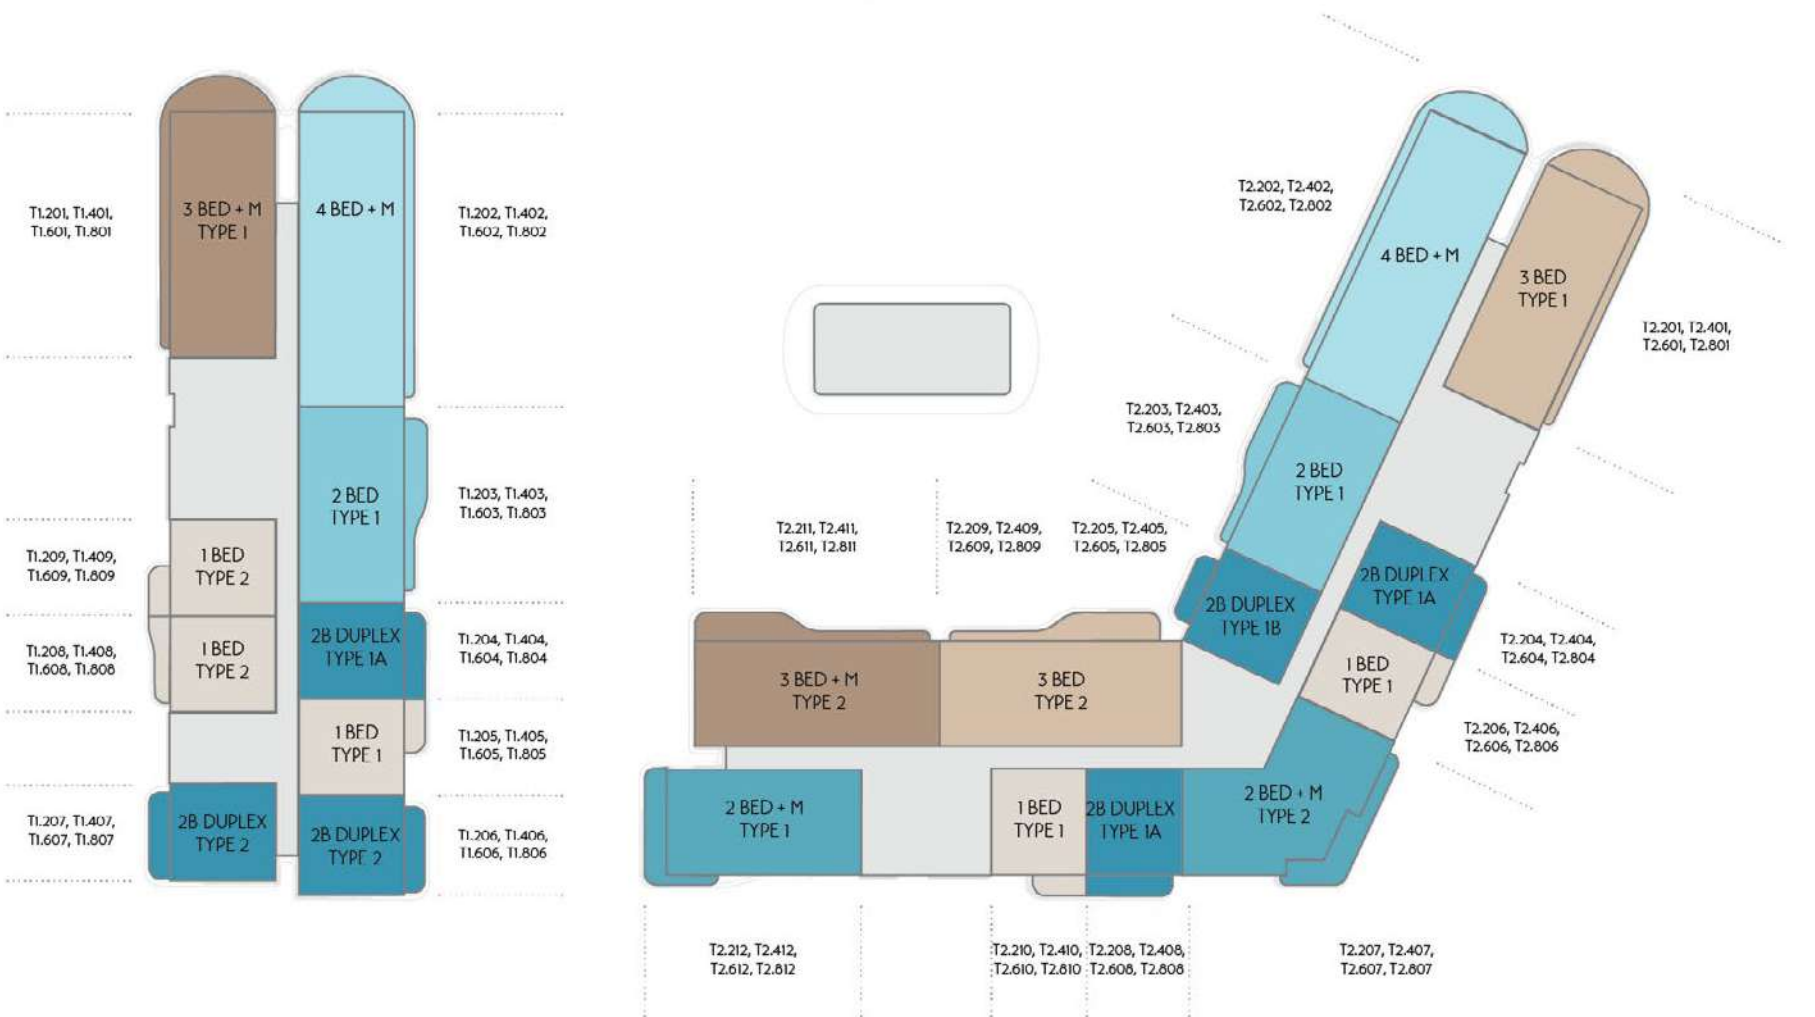 T1.201, T1.401,
T1.601, T1.801
3 BED + M
TYPE 1
4 BED + M
T1.202, T1.402,
T1.602, T1.802
2 BED
TYPE 1
T1.203, T1.403,
T1.603, T1.803
T1.209, T1.409,
T1.609, T1.809
1 BED
TYPE 2
T1.208, T1.408,
T1.608, T1.808
1 BED
TYPE 2
2B DUPLEX
TYPE 1A
T1.204, T1.404,
T1.604, T1.804
1 BED
TYPE 1
T1.205, T1.405,
T1.605, T1.805
T1.207, T1.407,
T1.607, T1.807
2B DUPLEX
TYPE 2
2B DUPLEX
TYPE 2
T1.206, T1.406,
T1.606, T1.806
T2.202, T2.402,
T2.602, T2.802
4 BED + M
3 BED
TYPE 1
T2.201, T2.401,
T2.601, T2.801
T2.203, T2.403,
T2.603, T2.803
2 BED
TYPE 1
T2.211, T2.411,
T2.611, T2.811
T2.209, T2.409,
T2.609, T2.809
T2.205, T2.405,
T2.605, T2.805
2B DUPLEX
TYPE 1B
2B DUPLEX
TYPE 1A
T2.204, T2.404,
T2.604, T2.804
3 BED + M
TYPE 2
3 BED
TYPE 2
1 BED
TYPE 1
T2.206, T2.406,
T2.606, T2.806
2 BED + M
TYPE 1
1 BED
TYPE 1
2B DUPLEX
TYPE 1A
2 BED + M
TYPE 2
T2.212, T2.412,
T2.612, T2.812
T2.210, T2.410,
T2.610, T2.810
T2.208, T2.408,
T2.608, T2.808
T2.207, T2.407,
T2.607, T2.807